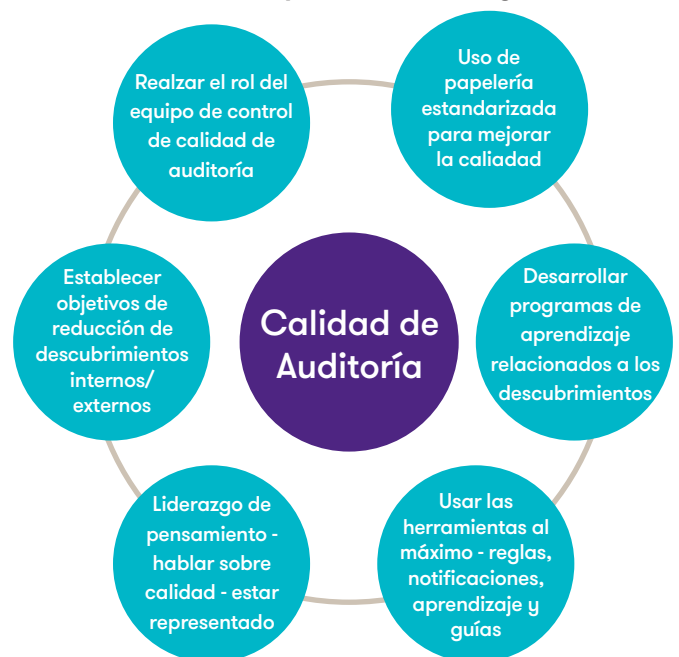 Realzar el rol del
equipo de control
de calidad de
auditoría
Uso de
papelería
estandarizada
para mejorar
la caliadad
Establecer
objetivos de
reducción de
descubrimientos
internos/
externos
Calidad de
Auditoría
Desarrollar
programas de
aprendizaje
relacionados a los
descubrimientos
Liderazgo de
pensamiento -
hablar sobre
calidad - estar
representado
Usar las
herramientas al
máximo - reglas,
notificaciones,
aprendizaje y
guías